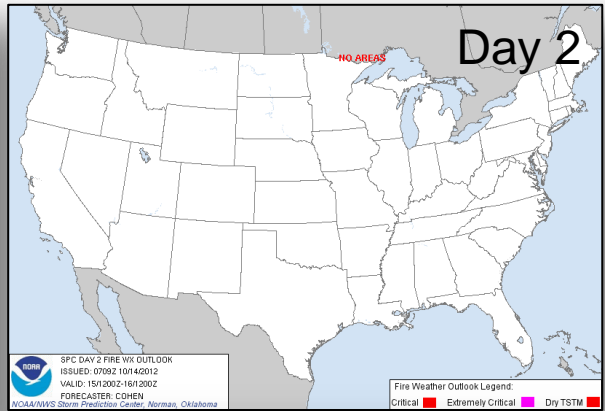 Day 2
NO AREAS
NOAA
SPC DAY 2 FIRE WX OUTLOOK
ISSUED: 0709Z 10/14/2012
VALID: 15/1200Z-16/1200Z
FORECASTER: COHEN
NOAA/NWS Storm Prediction Center, Norman, Oklahoma
Fire Weather Outlook Legend:
Critical Extremely Critical Dry TSTM